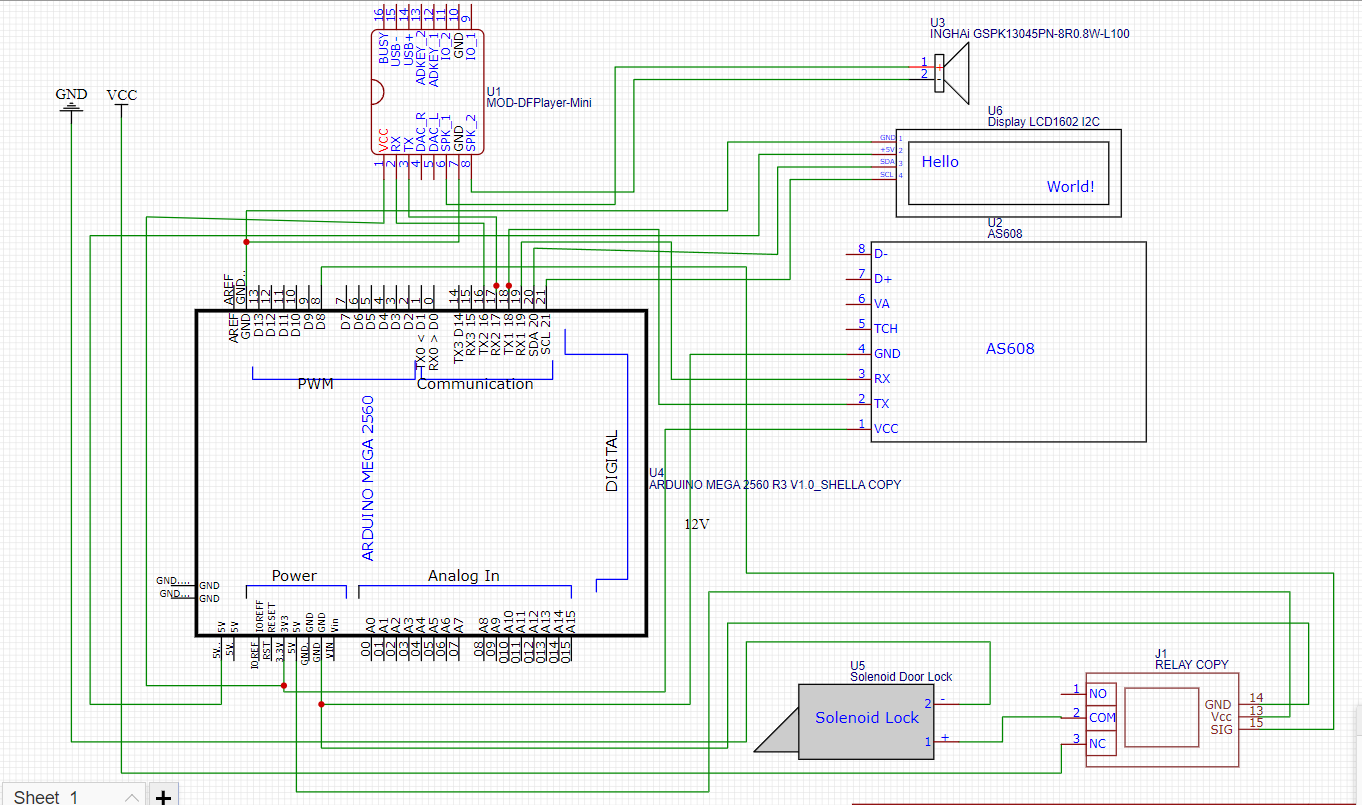 16 15 14 13 12 11 10 9
BUSY USB- USB+ ADKEY_2 ADKEY_1 IO_2 GND IO_1
U1
MOD-DFPlayer-Mini
VCC RX TX DAC_R DAC_L SPK_1 GND SPK_2
1 2 3 4 5 6 7 8
GND
VCC
U3
INGHAi GSPK13045PN-8R0.8W-L100
1 +
2 -
U6
Display LCD1602 I2C
GND 1
+5V 2
SDA 3
SCL 4
Hello
World!
U2
AS608
8 D-
7 D+
6 VA
5 TCH
4 GND
3 RX
2 TX
1 VCC
AS608
AREF GND.. 13 12 11 10 9 8 7 6 5 4 3 2 1 0 14 15 16 17 18 19 20 21
AREF GND D13 D12 D11 D10 D9 D8 D7 D6 D5 D4 D3 D2 TX0 < D1 RX0 > D0 TX3 D14 RX3 15 TX2 16 RX2 17 TX1 18 RX1 19 SDA 20 SCL 21
PWM
Communication
ARDUINO MEGA 2560
DIGITAL
U4
ARDUINO MEGA 2560 R3 V1.0_SHELLA COPY
12V
GND.... GND
GND... GND
Power
Analog In
5V 5V IOREFF RESET 3V3 5V GND GND Vin A0 A1 A2 A3 A4 A5 A6 A7 A8 A9 A10 A11 A12 A13 A14 A15
5V. 5V. IOREF RST 3.3V 5V GND. GND VIN 00 01 02 03 04 05 06 07 08 09 010 011 012 013 014 015
U5
Solenoid Door Lock
Solenoid Lock
2 -
1 +
J1
RELAY COPY
1 NO
2 COM
3 NC
GND 14
Vcc 13
SIG 15
Sheet_1